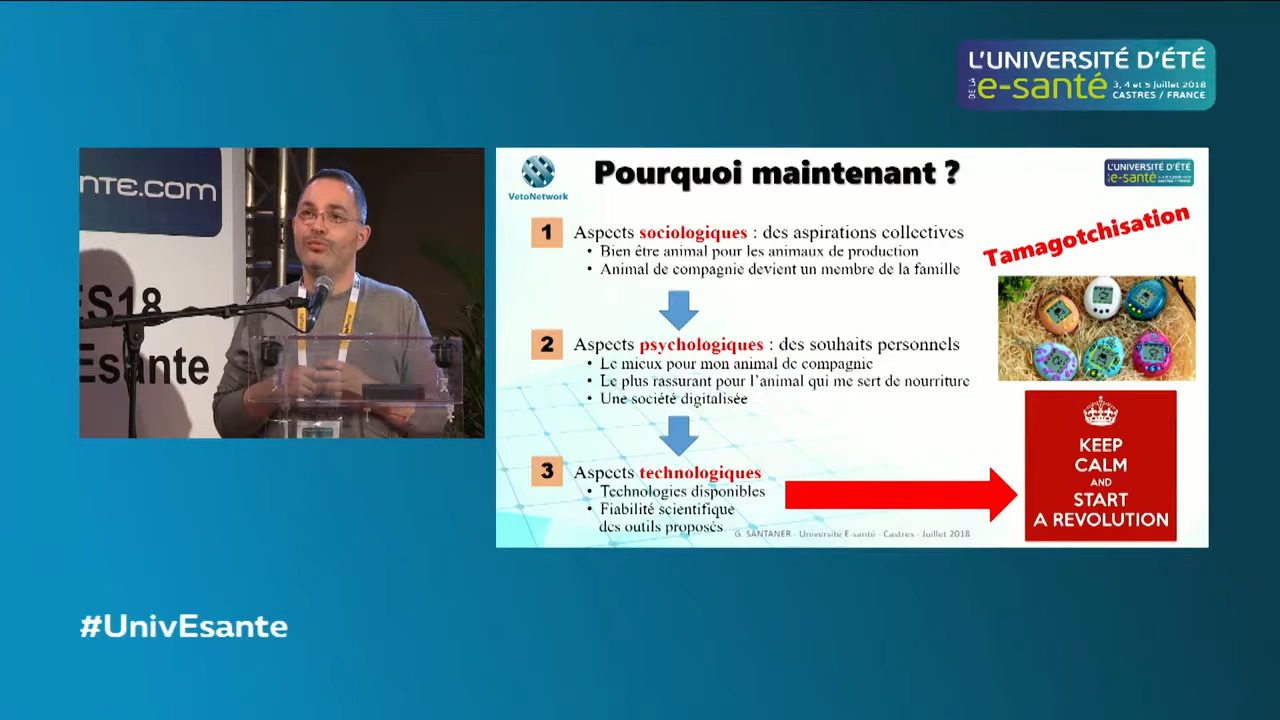 L'UNIVERSITÉ D'ÉTÉ
DE LA
e-santé
3, 4 et 5 Juillet 2018
CASTRES / FRANCE
NTE.com
ES18
Esante
VetoNetwork
Pourquoi maintenant ?
L'UNIVERSITÉ D'ÉTÉ
e-santé
Tamagotchisation
1 Aspects sociologiques : des aspirations collectives
• Bien être animal pour les animaux de production
• Animal de compagnie devient un membre de la famille
2 Aspects psychologiques : des souhaits personnels
• Le mieux pour mon animal de compagnie
• Le plus rassurant pour l'animal qui me sert de nourriture
• Une société digitalisée
3 Aspects technologiques
• Technologies disponibles
• Fiabilité scientifique
des outils proposés
KEEP
CALM
AND
START
A REVOLUTION
G. SANTANER - Université E-santé - Castres - Juillet 2018
#UnivEsante